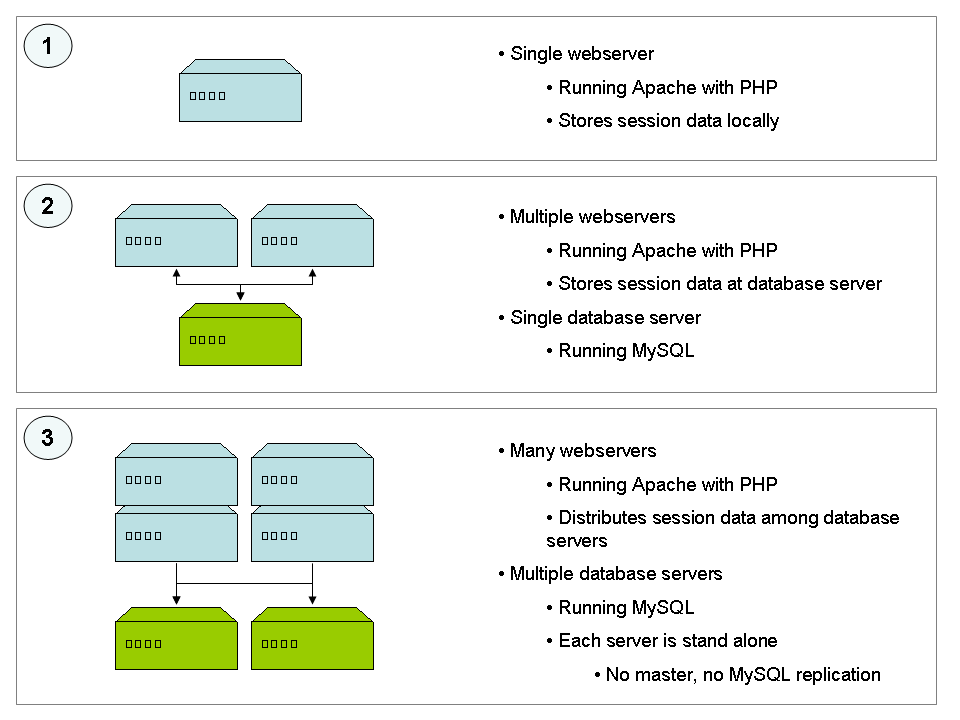 1
• Single webserver
• Running Apache with PHP
• Stores session data locally
2
• Multiple webservers
• Running Apache with PHP
• Stores session data at database server
• Single database server
• Running MySQL
3
• Many webservers
• Running Apache with PHP
• Distributes session data among database
servers
• Multiple database servers
• Running MySQL
• Each server is stand alone
• No master, no MySQL replication